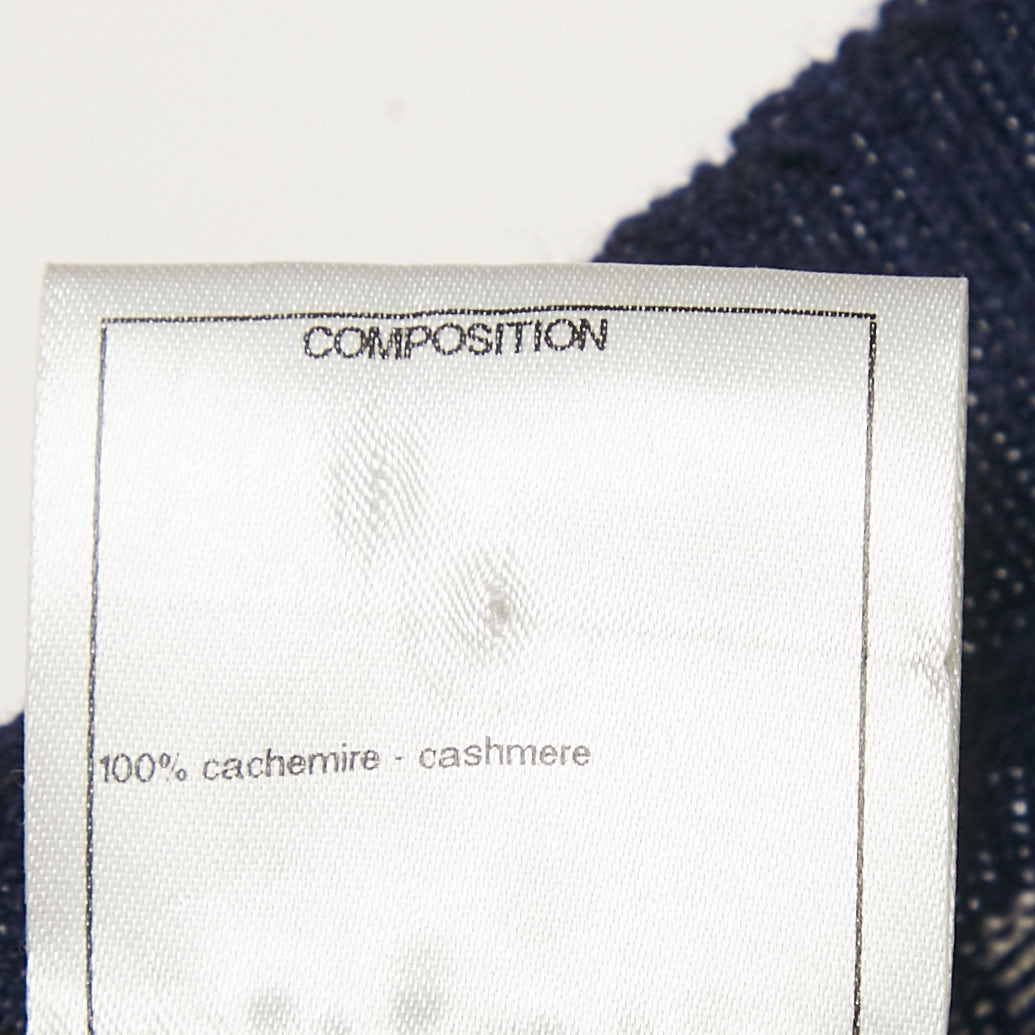 COMPOSITION
100% cachemire - cashmere